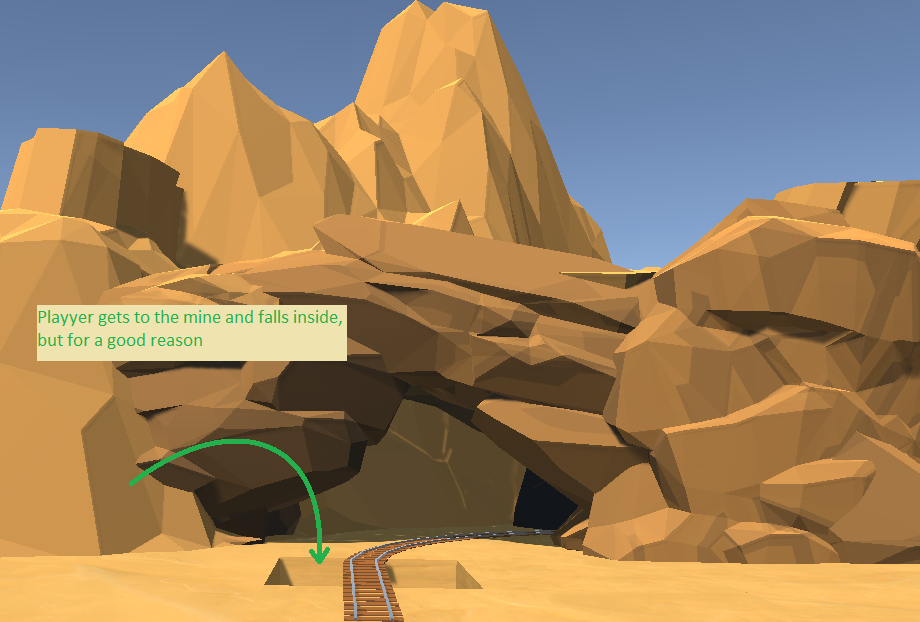 Playyer gets to the mine and falls inside,
but for a good reason